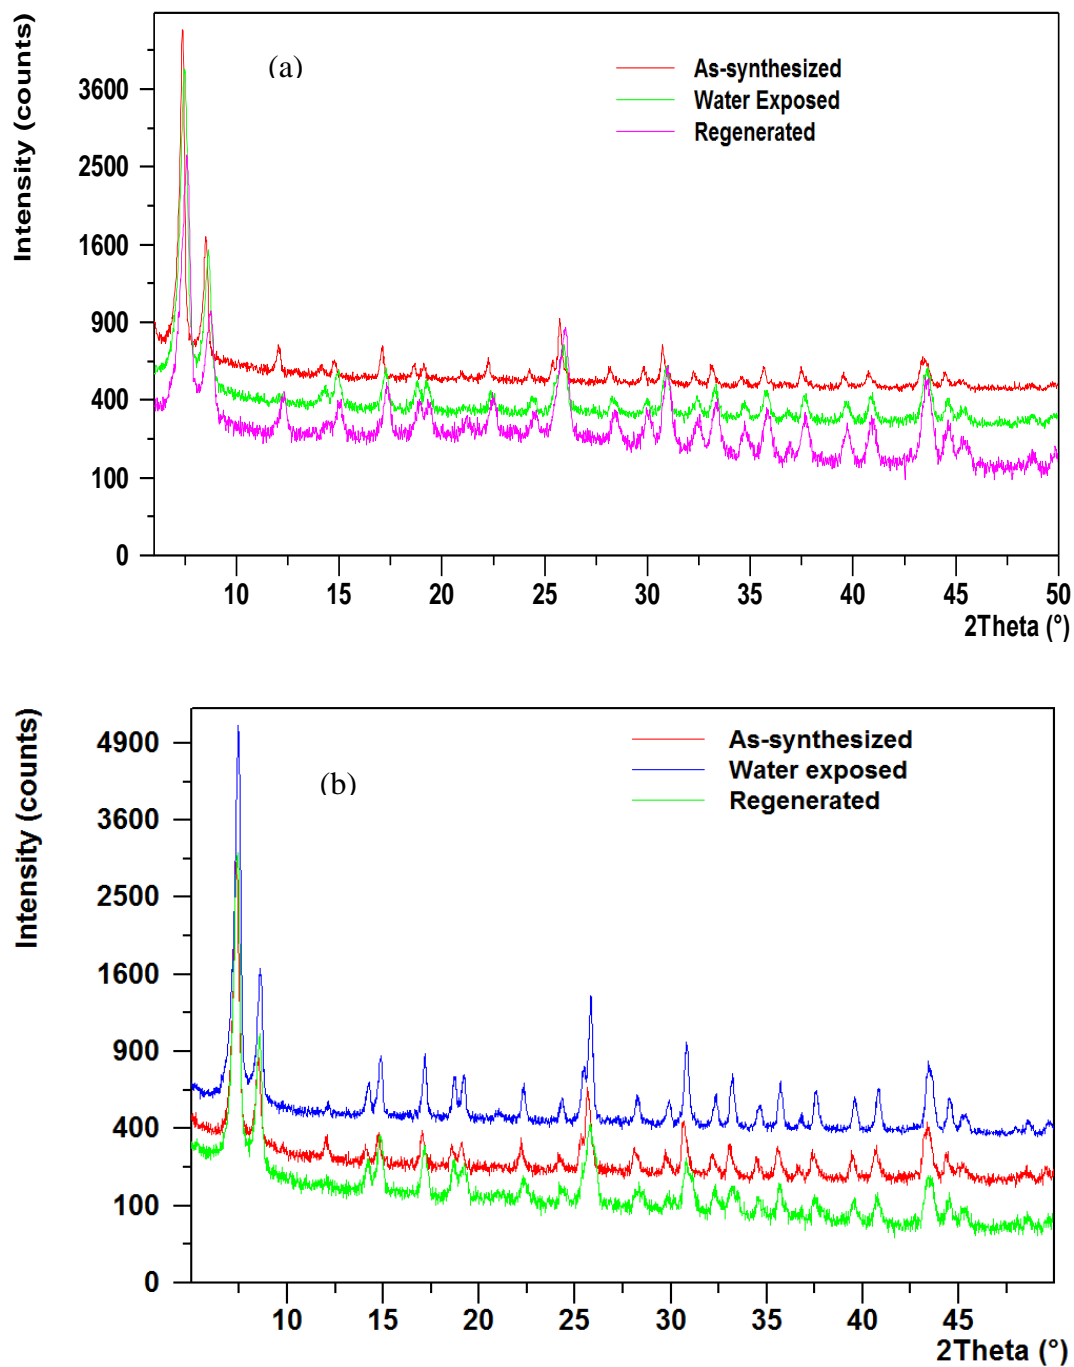 Intensity (counts)
(a)
As-synthesized
Water Exposed
Regenerated
3600
2500
1600
900
400
100
0
10 15 20 25 30 35 40 45 50
2Theta (°)
Intensity (counts)
(b)
As-synthesized
Water exposed
Regenerated
4900
3600
2500
1600
900
400
100
0
10 15 20 25 30 35 40 45
2Theta (°)